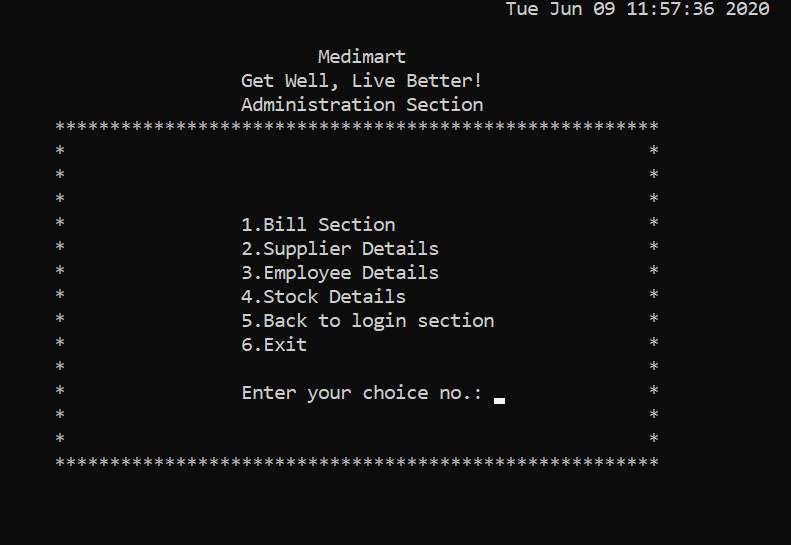 Tue Jun 09 11:57:36 2020
Medimart
Get Well, Live Better!
Administration Section
*******************************************************
* *
* *
* *
* 1.Bill Section *
* 2.Supplier Details *
* 3.Employee Details *
* 4.Stock Details *
* 5.Back to login section *
* 6.Exit *
* *
* Enter your choice no.: *
* *
* *
*******************************************************